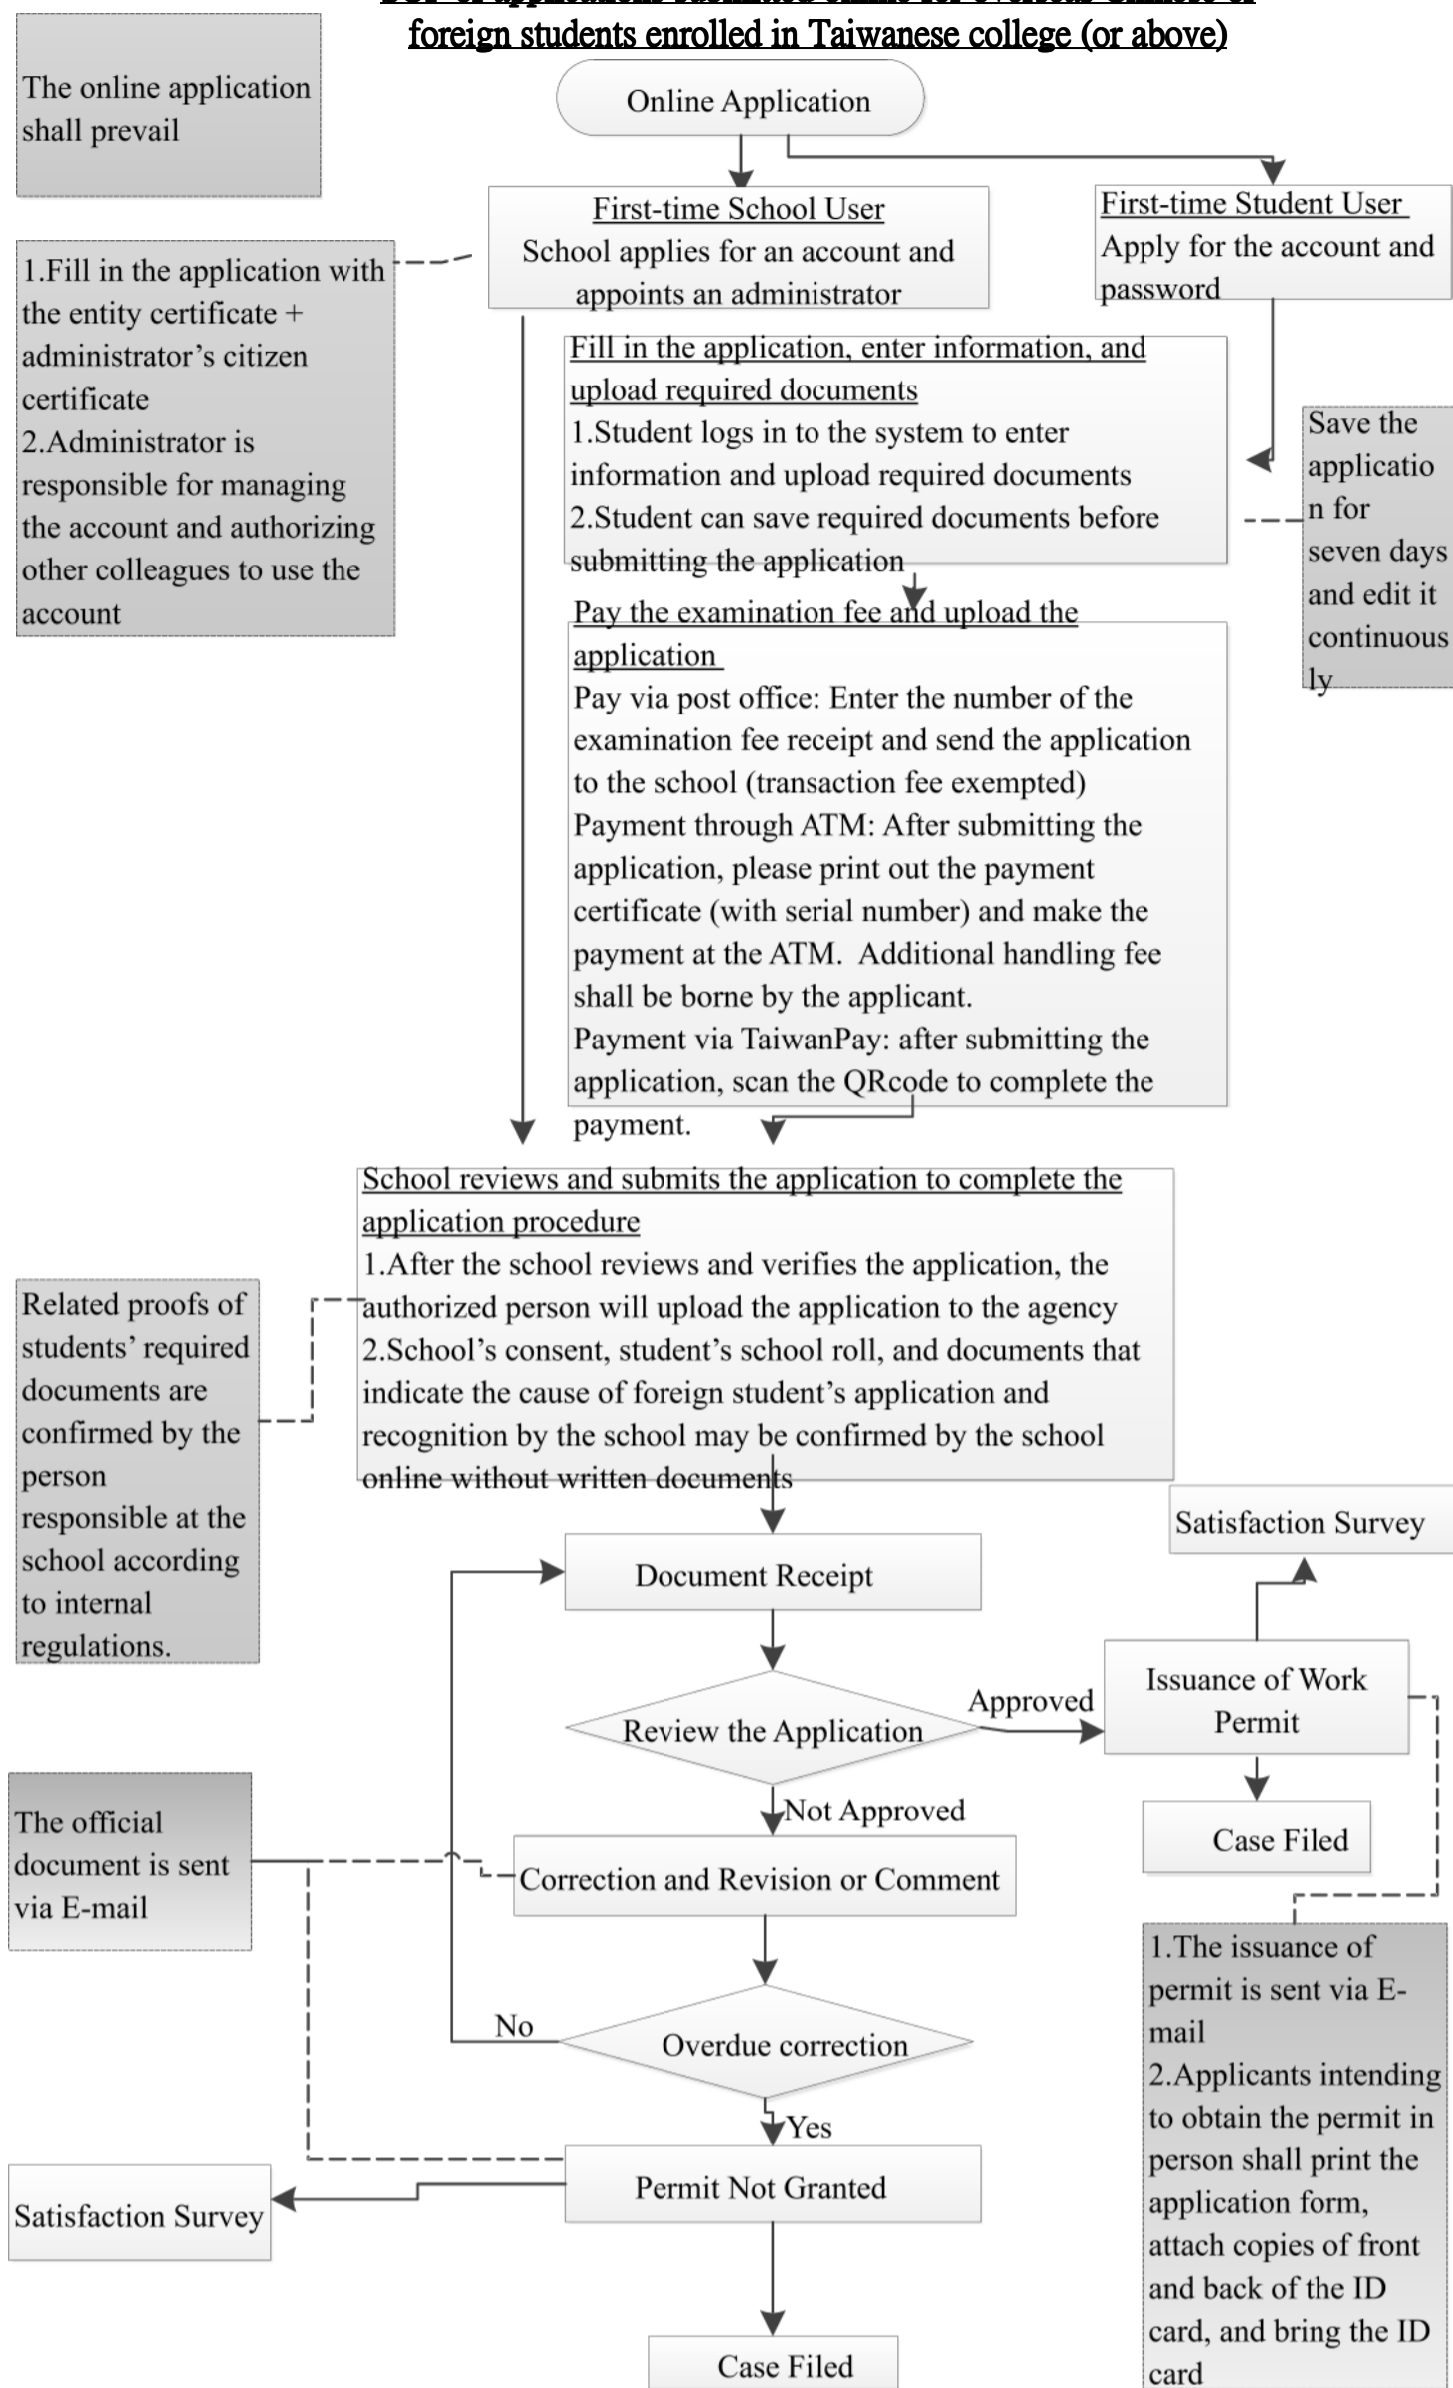 foreign students enrolled in Taiwanese college (or above)
The online application
shall prevail
Online Application
First-time School User
School applies for an account and
appoints an administrator
First-time Student User
Apply for the account and
password
1.Fill in the application with
the entity certificate +
administrator’s citizen
certificate
2.Administrator is
responsible for managing
the account and authorizing
other colleagues to use the
account
Fill in the application, enter information, and
upload required documents
1.Student logs in to the system to enter
information and upload required documents
2.Student can save required documents before
submitting the application
Save the
applicatio
n for
seven days
and edit it
continuous
ly
Pay the examination fee and upload the
application
Pay via post office: Enter the number of the
examination fee receipt and send the application
to the school (transaction fee exempted)
Payment through ATM: After submitting the
application, please print out the payment
certificate (with serial number) and make the
payment at the ATM.  Additional handling fee
shall be borne by the applicant.
Payment via TaiwanPay: after submitting the
application, scan the QRcode to complete the
payment.
School reviews and submits the application to complete the
application procedure
1.After the school reviews and verifies the application, the
authorized person will upload the application to the agency
2.School’s consent, student’s school roll, and documents that
indicate the cause of foreign student’s application and
recognition by the school may be confirmed by the school
online without written documents
Related proofs of
students’ required
documents are
confirmed by the
person
responsible at the
school according
to internal
regulations.
Satisfaction Survey
Document Receipt
Review the Application
Approved
Issuance of Work
Permit
Not Approved
Case Filed
The official
document is sent
via E-mail
Correction and Revision or Comment
No
Overdue correction
Yes
1.The issuance of
permit is sent via E-
mail
2.Applicants intending
to obtain the permit in
person shall print the
application form,
attach copies of front
and back of the ID
card, and bring the ID
card
Permit Not Granted
Satisfaction Survey
Case Filed